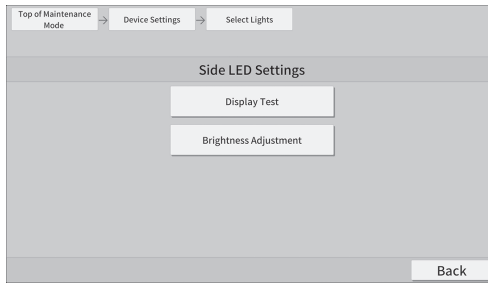 Top of Maintenance
Mode
→
Device Settings
→
Select Lights
Side LED Settings
Display Test
Brightness Adjustment
Back